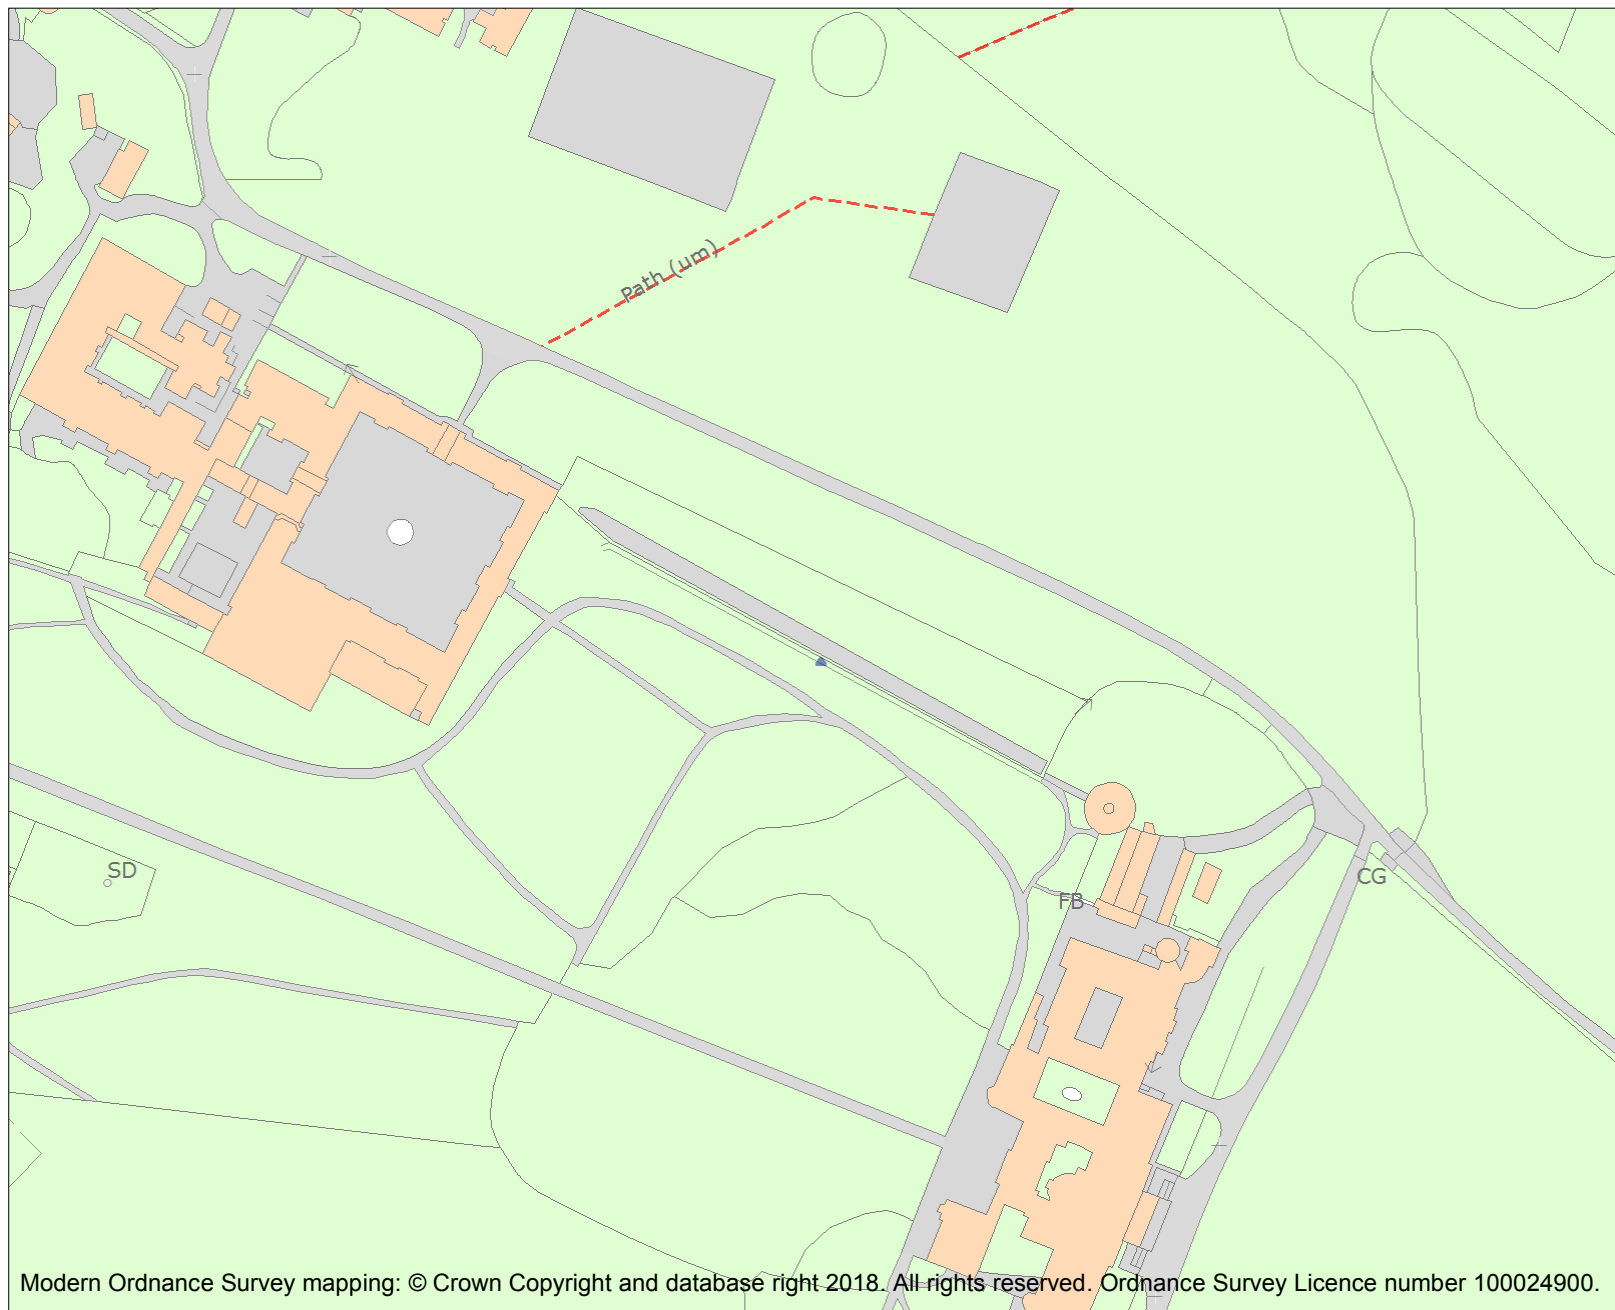 Path (um)
SD
CG
FB
Modern Ordnance Survey mapping: © Crown Copyright and database right 2018. All rights reserved. Ordnance Survey Licence number 100024900.